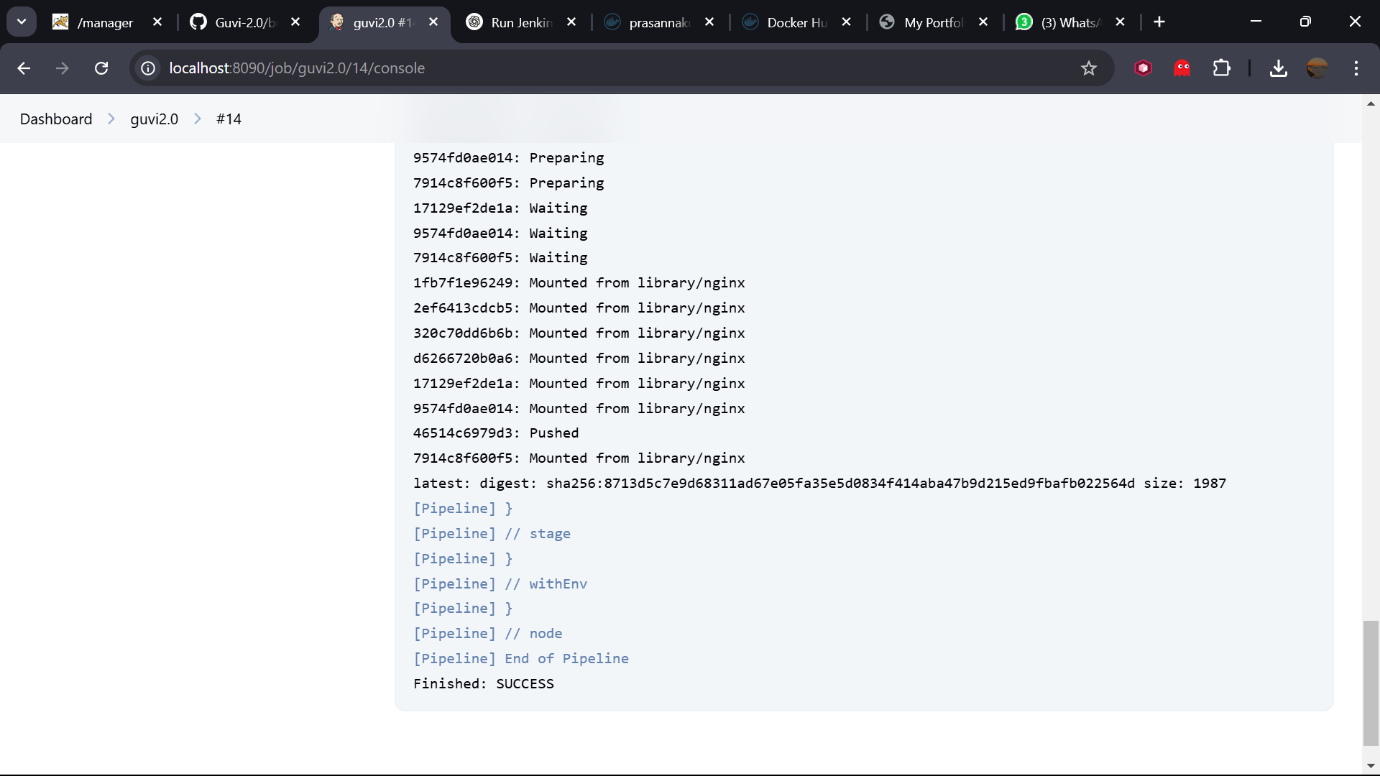 /manager
Guvi-2.0/b
guvi2.0 #1
Run Jenkin
prasannak
Docker Hu
My Portfo
3
(3) Whats
localhost:8090/job/guvi2.0/14/console
Dashboard
guvi2.0
#14
9574fd0ae014: Preparing
7914c8f600f5: Preparing
17129ef2de1a: Waiting
9574fd0ae014: Waiting
7914c8f600f5: Waiting
1fb7f1e96249: Mounted from library/nginx
2ef6413cdcb5: Mounted from library/nginx
320c70dd6b6b: Mounted from library/nginx
d6266720b0a6: Mounted from library/nginx
17129ef2de1a: Mounted from library/nginx
9574fd0ae014: Mounted from library/nginx
46514c6979d3: Pushed
7914c8f600f5: Mounted from library/nginx
latest: digest: sha256:8713d5c7e9d68311ad67e05fa35e5d0834f414aba47b9d215ed9fbafb022564d size: 1987
[Pipeline] }
[Pipeline] // stage
[Pipeline] }
[Pipeline] // withEnv
[Pipeline] }
[Pipeline] // node
[Pipeline] End of Pipeline
Finished: SUCCESS